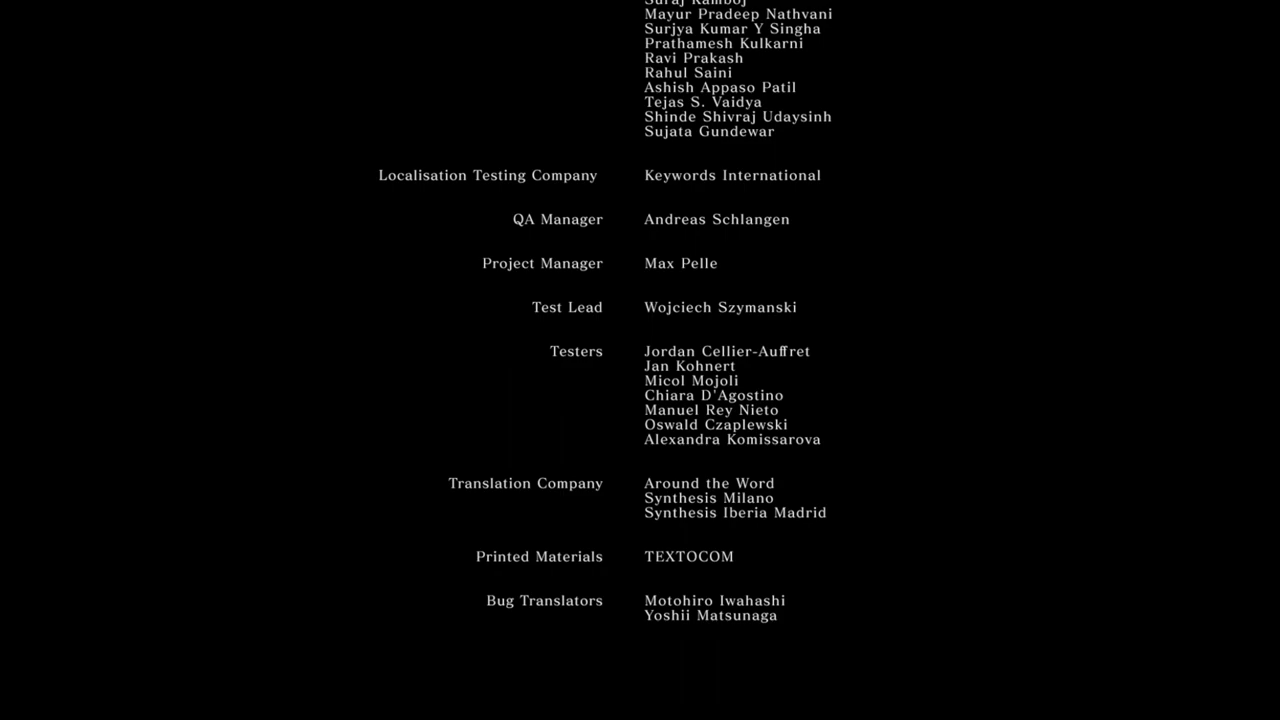 Suraj Kamboj
Mayur Pradeep Nathvani
Surjya Kumar Y Singha
Prathamesh Kulkarni
Ravi Prakash
Rahul Saini
Ashish Appaso Patil
Tejas S. Vaidya
Shinde Shivraj Udaysinh
Sujata Gundewar
Localisation Testing Company Keywords International
QA Manager Andreas Schlangen
Project Manager Max Pelle
Test Lead Wojciech Szymanski
Testers Jordan Cellier-Auffret
Jan Kohnert
Micol Mojoli
Chiara D'Agostino
Manuel Rey Nieto
Oswald Czaplewski
Alexandra Komissarova
Translation Company Around the Word
Synthesis Milano
Synthesis Iberia Madrid
Printed Materials TEXTOCOM
Bug Translators Motohiro Iwahashi
Yoshii Matsunaga